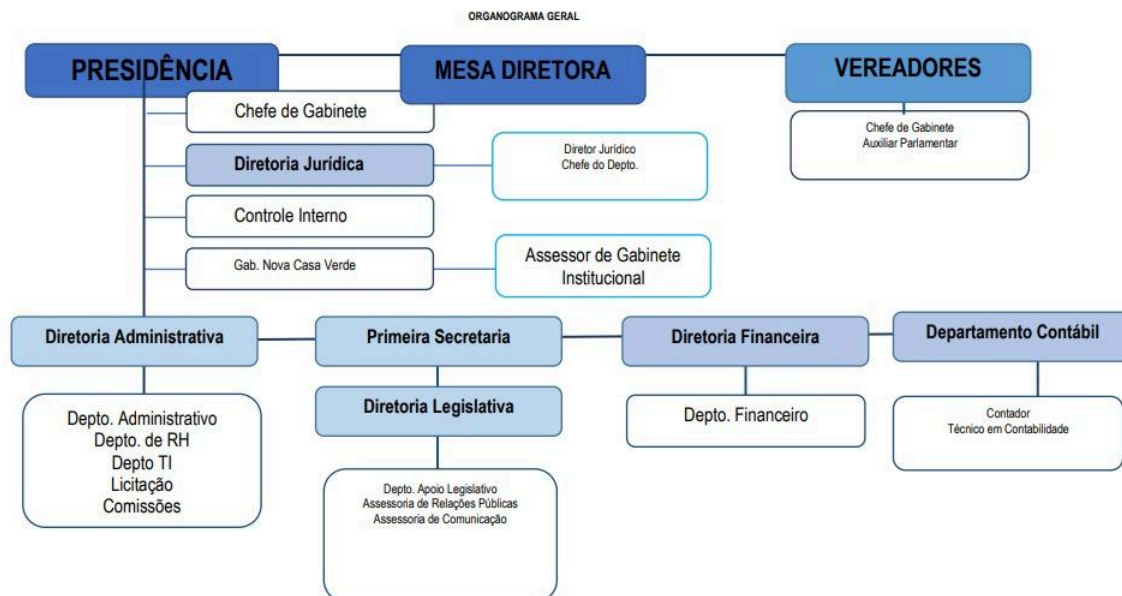 ORGANOGRAMA GERAL
PRESIDÊNCIA
MESA DIRETORA
VEREADORES
Chefe de Gabinete
Chefe de Gabinete
Auxiliar Parlamentar
Diretoria Jurídica
Diretor Jurídico
Chefe do Depto.
Controle Interno
Gab. Nova Casa Verde
Assessor de Gabinete
Institucional
Diretoria Administrativa
Primeira Secretaria
Diretoria Financeira
Departamento Contábil
Depto. Administrativo
Depto. de RH
Depto TI
Licitação
Comissões
Diretoria Legislativa
Depto. Financeiro
Contador
Técnico em Contabilidade
Depto. Apoio Legislativo
Assessoria de Relações Públicas
Assessoria de Comunicação